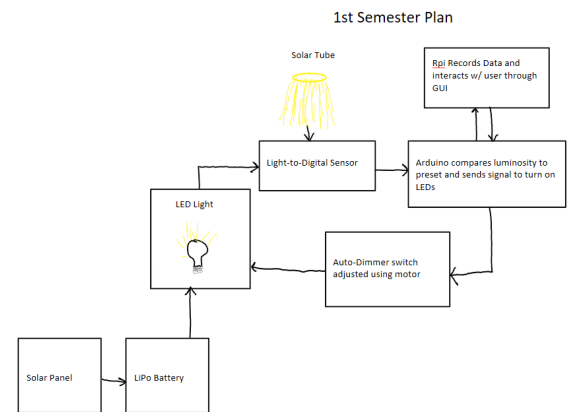 1st Semester Plan
Solar Tube
Rpi Records Data and
interacts w/ user through
GUI
Light-to-Digital Sensor
Arduino compares luminosity to
preset and sends signal to turn on
LEDs
LED Light
Auto-Dimmer switch
adjusted using motor
Solar Panel
LiPo Battery